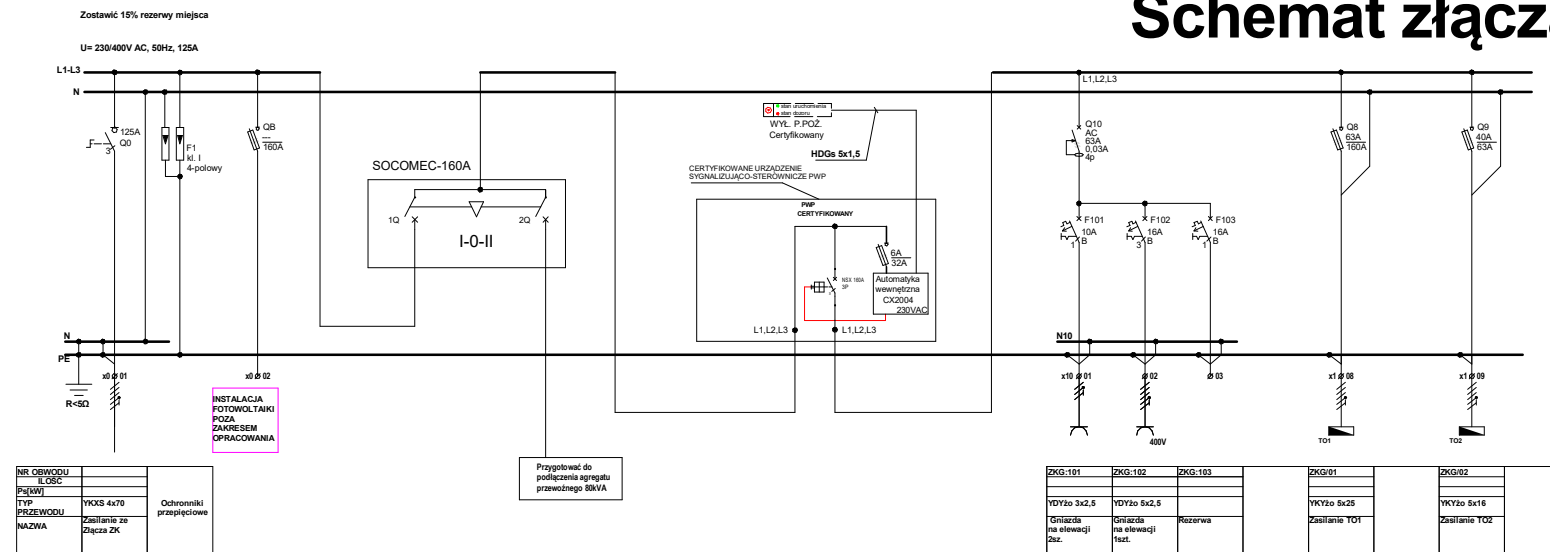 Schemat złącza
Zostawić 15% rezerwy miejsca
U= 230/400V AC, 50Hz, 125A
L1-L3
N
125A
Q0
3
F1
kl. I
4-polowy
QB
---
160A
SOCOMEC-160A
1Q
2Q
I-0-II
stan uruchomienia
stan dozoru
WYŁ. P.POŻ.
Certyfikowany
HDGs 5x1,5
CERTYFIKOWANE URZĄDZENIE
SYGNALIZUJĄCO-STEROWNICZE PWP
PWP
CERTYFIKOWANY
6A
32A
NSX 160A
3P
Automatyka
wewnętrzna
CX2004
230VAC
L1,L2,L3
L1,L2,L3
L1,L2,L3
Q10
AC
63A
0,03A
4p
F101
10A
B
1
F102
16A
B
3
F103
16A
B
1
Q8
63A
160A
Q9
40A
63A
N
PE
N10
R<5Ω
x0 ø 01
x0 ø 02
x10 ø 01
ø 02
ø 03
x1 ø 08
x1 ø 09
INSTALACJA
FOTOWOLTAIKI
POZA
ZAKRESEM
OPRACOWANIA
400V
TO1
TO2
Przygotować do
podłączenia agregatu
przewoźnego 80kVA
NR OBWODU
ILOŚĆ
Ps[kW]
TYP
PRZEWODU
YKXS 4x70
NAZWA
Zasilanie ze
Złącza ZK
Ochronniki
przepięciowe
ZKG:101
ZKG:102
ZKG:103
ZKG/01
ZKG/02
YDYżo 3x2,5
YDYżo 5x2,5
YKYżo 5x25
YKYżo 5x16
Gniazda
na elewacji
2sz.
Gniazda
na elewacji
1szt.
Rezerwa
Zasilanie TO1
Zasilanie TO2